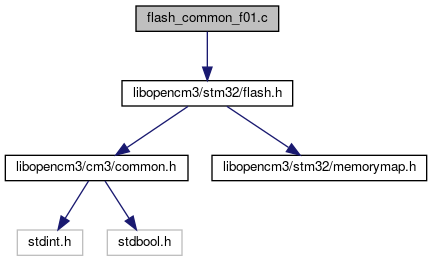 flash_common_f01.c
libopencm3/stm32/flash.h
libopencm3/cm3/common.h
libopencm3/stm32/memorymap.h
stdint.h
stdbool.h